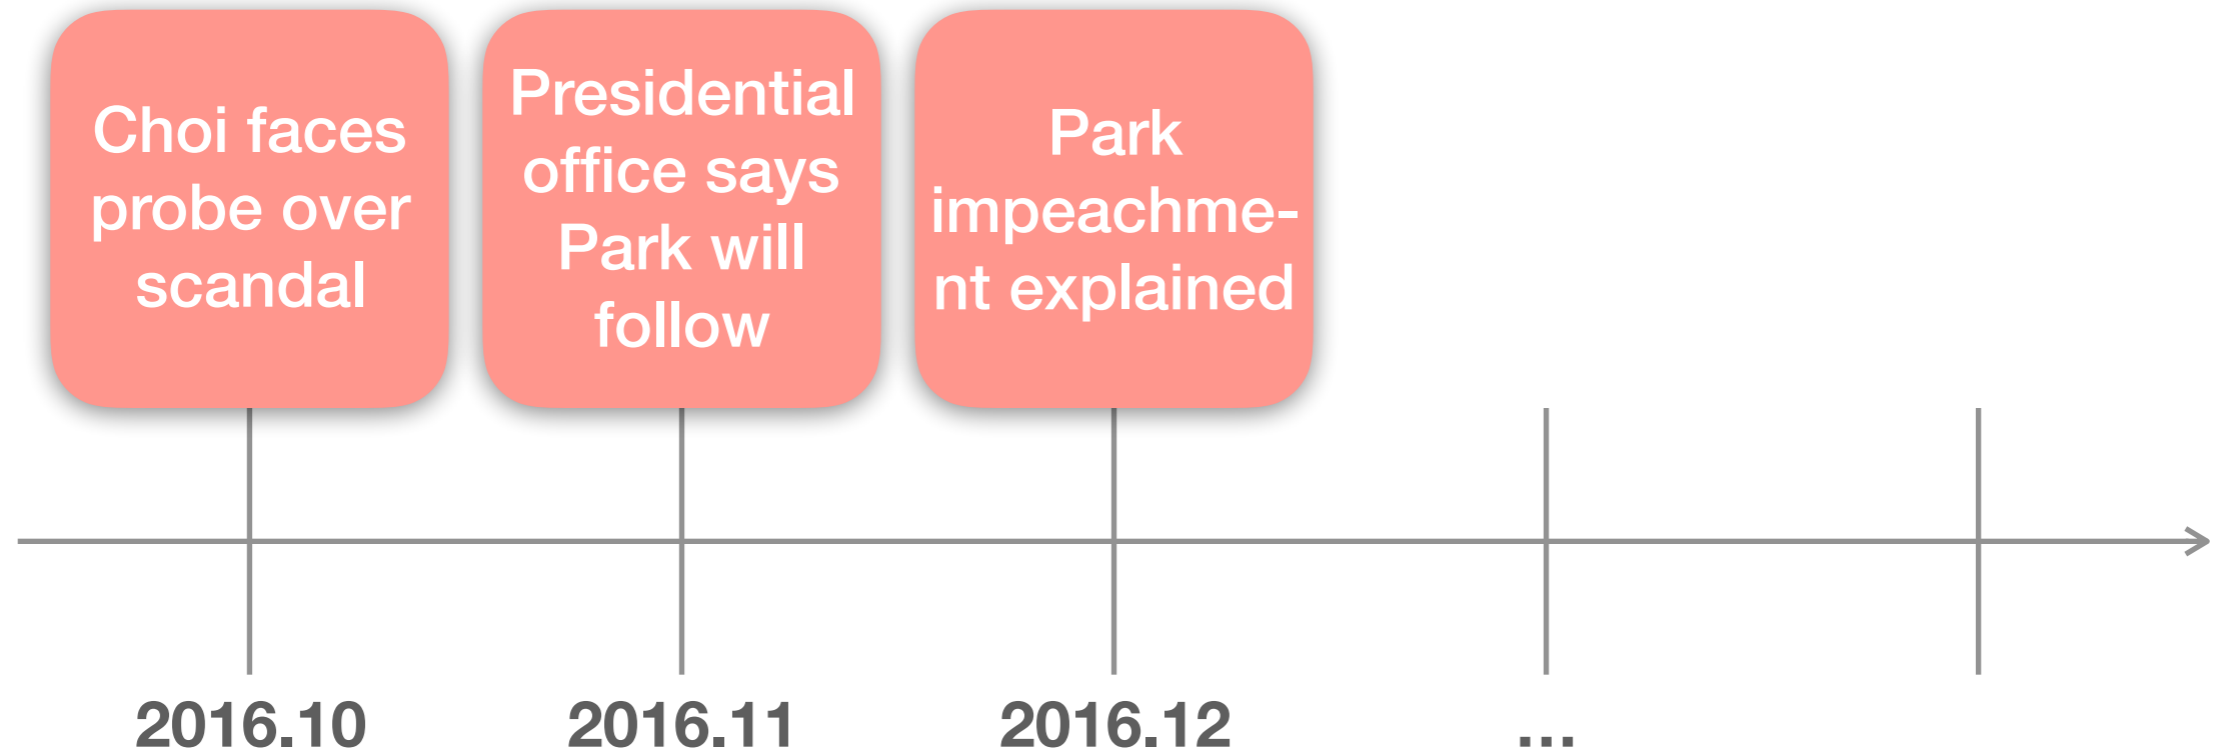 Choi faces
probe over
scandal
Presidential
office says
Park will
follow
Park
impeachme-
nt explained
2016.10
2016.11
2016.12
...